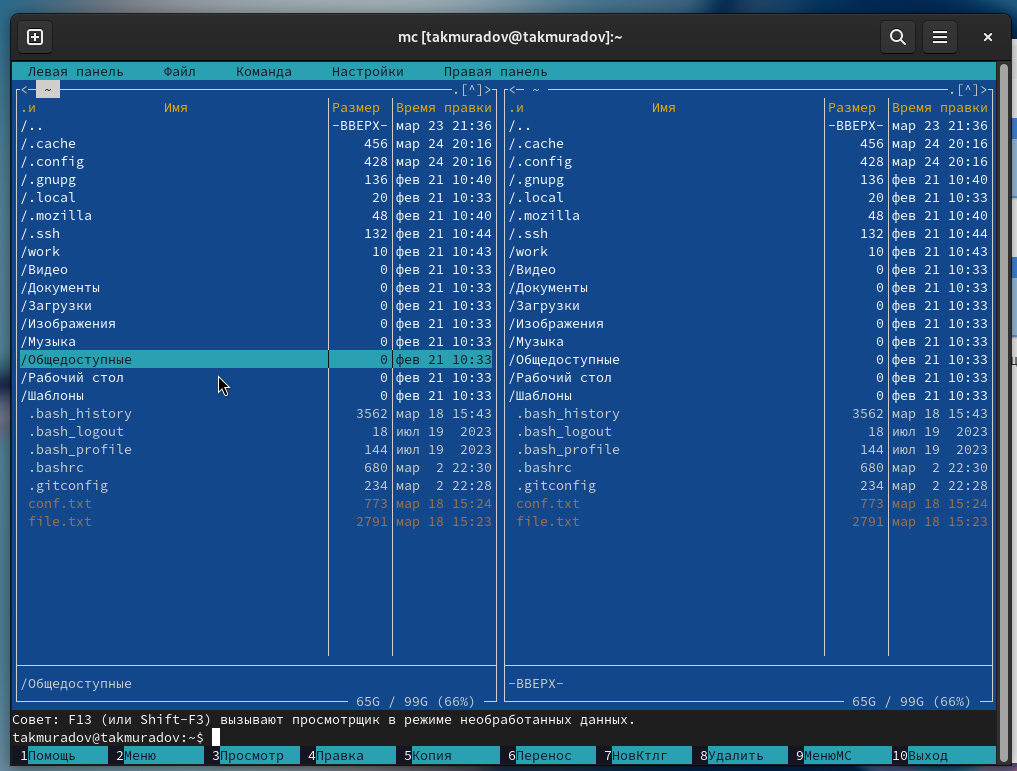 mc [takmuradov@takmuradov]:~
Левая панель Файл Команда Настройки Правая панель
<— ~ .[^]> <— ~ .[^]>
.и Имя Размер Время правки .и Имя Размер Время правки
/.. -ВВЕРХ- мар 23 21:36 /.. -ВВЕРХ- мар 23 21:36
/.cache 456 мар 24 20:16 /.cache 456 мар 24 20:16
/.config 428 мар 24 20:16 /.config 428 мар 24 20:16
/.gnupg 136 фев 21 10:40 /.gnupg 136 фев 21 10:40
/.local 20 фев 21 10:33 /.local 20 фев 21 10:33
/.mozilla 48 фев 21 10:40 /.mozilla 48 фев 21 10:40
/.ssh 132 фев 21 10:44 /.ssh 132 фев 21 10:44
/work 10 фев 21 10:43 /work 10 фев 21 10:43
/Видео 0 фев 21 10:33 /Видео 0 фев 21 10:33
/Документы 0 фев 21 10:33 /Документы 0 фев 21 10:33
/Загрузки 0 фев 21 10:33 /Загрузки 0 фев 21 10:33
/Изображения 0 фев 21 10:33 /Изображения 0 фев 21 10:33
/Музыка 0 фев 21 10:33 /Музыка 0 фев 21 10:33
/Общедоступные 0 фев 21 10:33 /Общедоступные 0 фев 21 10:33
/Рабочий стол 0 фев 21 10:33 /Рабочий стол 0 фев 21 10:33
/Шаблоны 0 фев 21 10:33 /Шаблоны 0 фев 21 10:33
.bash_history 3562 мар 18 15:43 .bash_history 3562 мар 18 15:43
.bash_logout 18 июл 19 2023 .bash_logout 18 июл 19 2023
.bash_profile 144 июл 19 2023 .bash_profile 144 июл 19 2023
.bashrc 680 мар 2 22:30 .bashrc 680 мар 2 22:30
.gitconfig 234 мар 2 22:28 .gitconfig 234 мар 2 22:28
conf.txt 773 мар 18 15:24 conf.txt 773 мар 18 15:24
file.txt 2791 мар 18 15:23 file.txt 2791 мар 18 15:23
/Общедоступные -ВВЕРХ-
65G / 99G (66%) 65G / 99G (66%)
Совет: F13 (или Shift-F3) вызывают просмотрщик в режиме необработанных данных.
takmuradov@takmuradov:~$
1Помощь 2Меню 3Просмотр 4Правка 5Копия 6Перенос 7НовКтлг 8Удалить 9МенюМС 10Выход